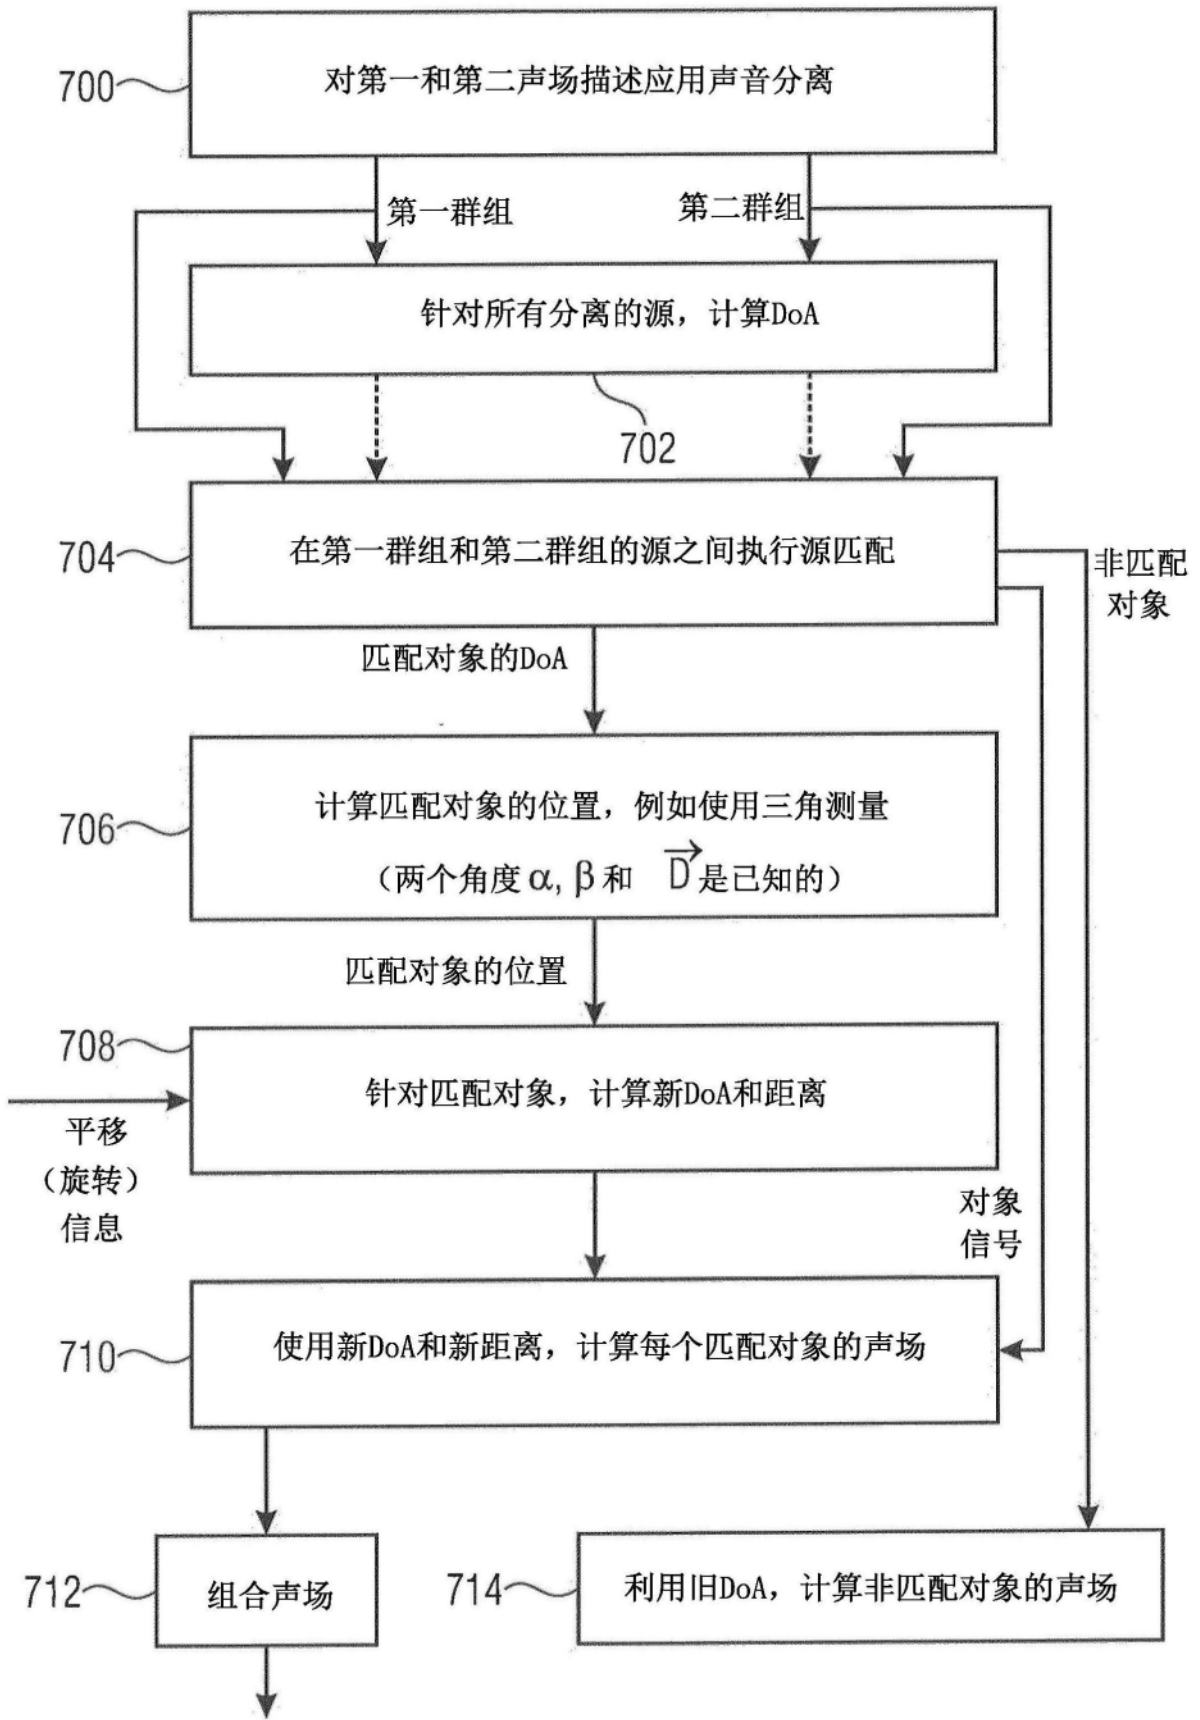 700
对第一和第二声场描述应用声音分离
第一群组
第二群组
针对所有分离的源，计算DoA
702
704
在第一群组和第二群组的源之间执行源匹配
非匹配
对象
匹配对象的DoA
706
计算匹配对象的位置，例如使用三角测量
（两个角度 α, β 和 D⃗ 是已知的）
匹配对象的位置
708
针对匹配对象，计算新DoA和距离
平移
（旋转）
信息
对象
信号
710
使用新DoA和新距离，计算每个匹配对象的声场
712
组合声场
714
利用旧DoA，计算非匹配对象的声场